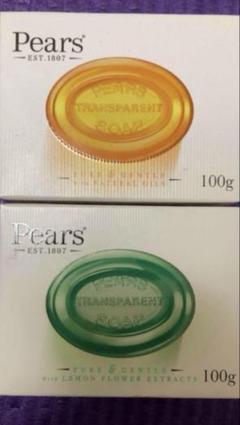 Pears®
EST. 1807
PEARS
TRANSPARENT
SOAP
PURE & GENTLE
WITH NATURAL OILS
100g
Pears®
EST. 1807
PEARS
TRANSPARENT
SOAP
PURE & GENTLE
WITH LEMON FLOWER EXTRACTS
100g